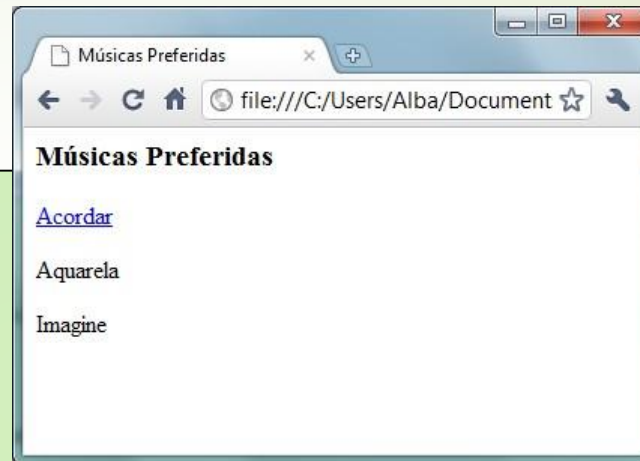 Músicas Preferidas
file:///C:/Users/Alba/Document
Músicas Preferidas
Acordar
Aquarela
Imagine